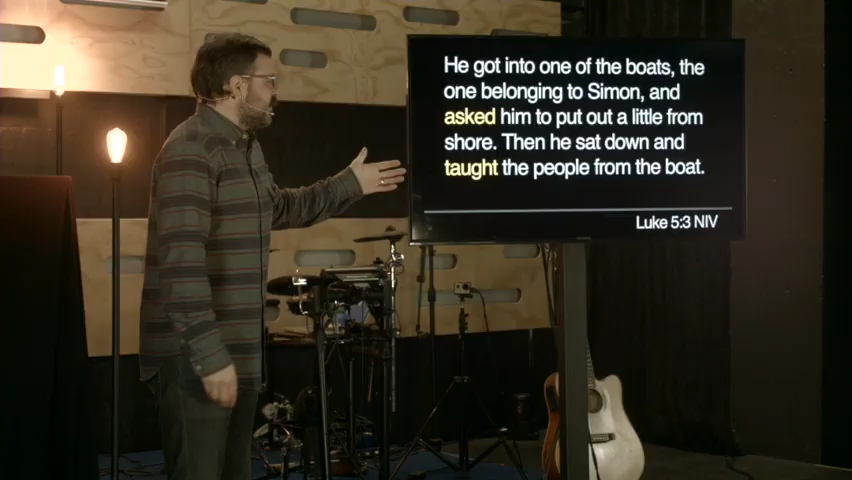 He got into one of the boats, the
one belonging to Simon, and
asked him to put out a little from
shore. Then he sat down and
taught the people from the boat.
Luke 5:3 NIV